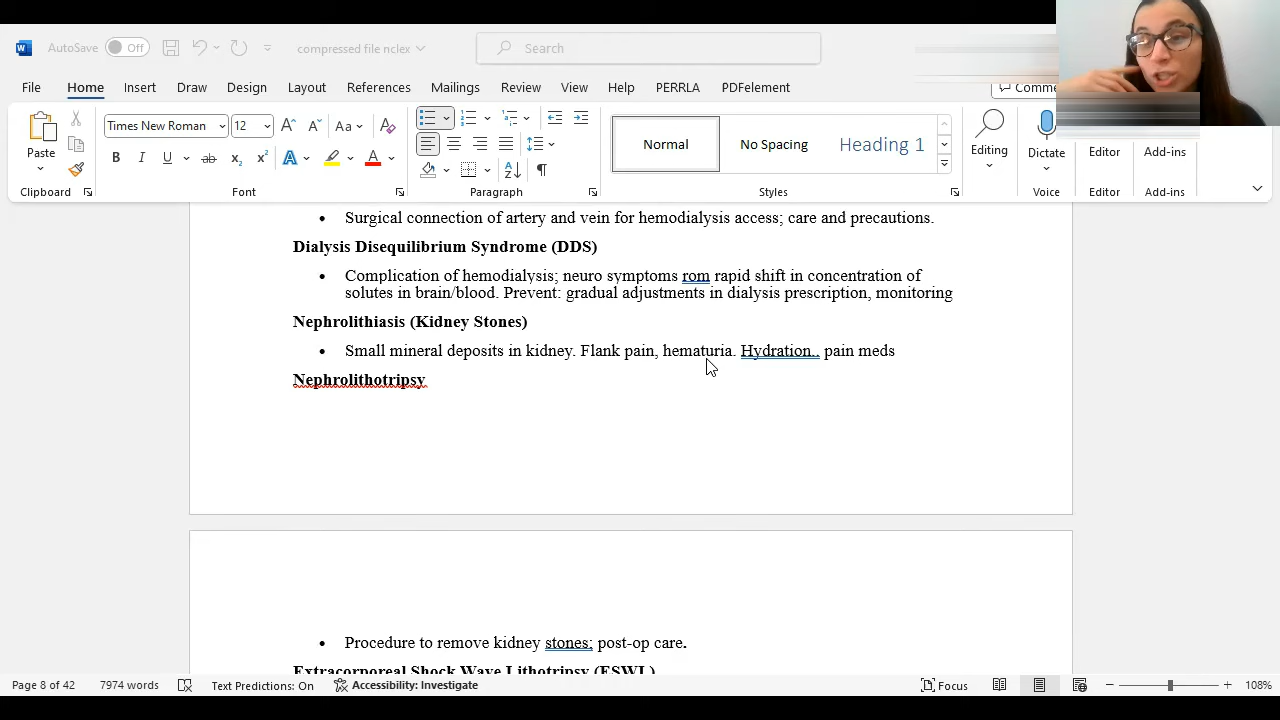 AutoSave Off compressed file nclex Search
File Home Insert Draw Design Layout References Mailings Review View Help PERRLA PDFelement
Paste Times New Roman 12 Aa Normal No Spacing Heading 1 Editing Dictate Editor Add-ins
Clipboard Font Paragraph Styles Voice Editor Add-ins
• Surgical connection of artery and vein for hemodialysis access; care and precautions.
Dialysis Disequilibrium Syndrome (DDS)
• Complication of hemodialysis; neuro symptoms rom rapid shift in concentration of
solutes in brain/blood. Prevent: gradual adjustments in dialysis prescription, monitoring
Nephrolithiasis (Kidney Stones)
• Small mineral deposits in kidney. Flank pain, hematuria. Hydration.. pain meds
Nephrolithotripsy
• Procedure to remove kidney stones; post-op care.
Extracorporeal Shock Wave Lithotripsy (ESWL)
Page 8 of 42 7974 words Text Predictions: On Accessibility: Investigate Focus 108%